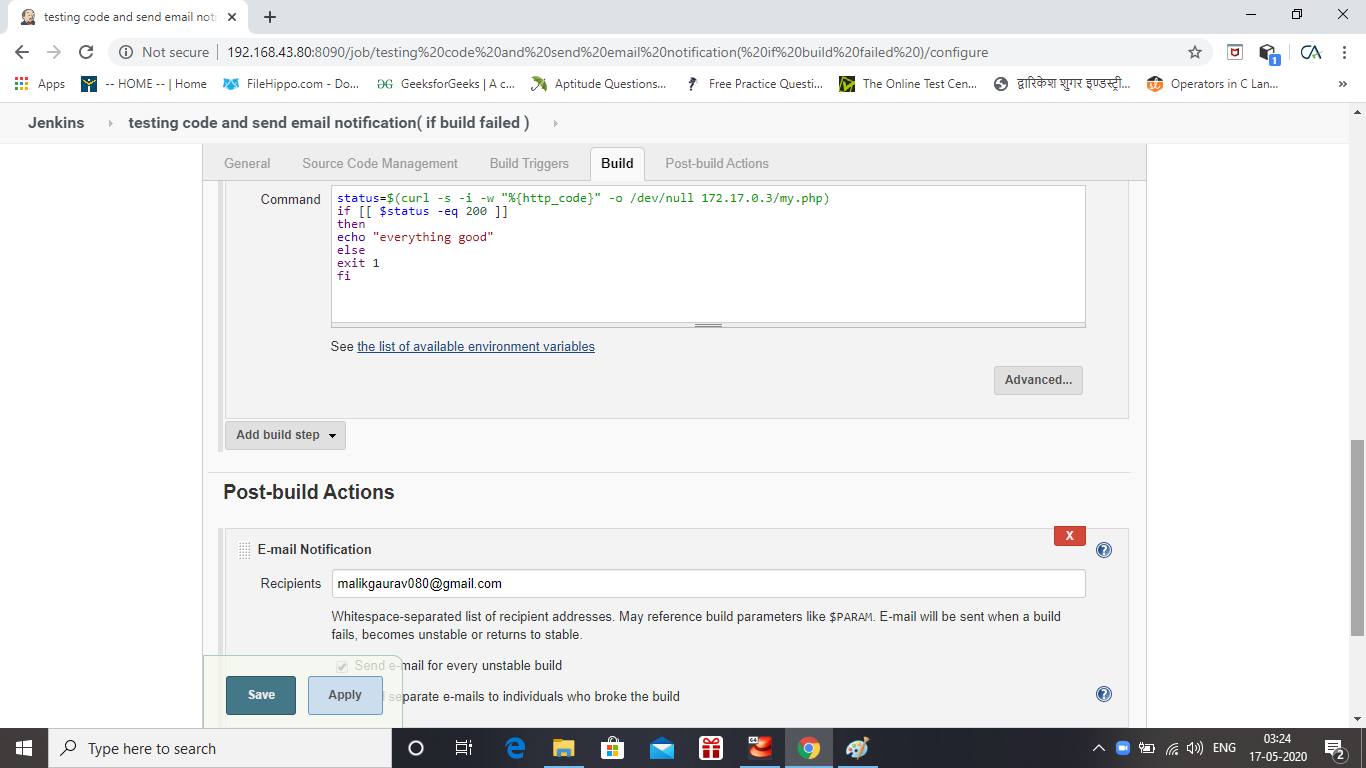 testing code and send email not
Not secure
192.168.43.80:8090/job/testing%20code%20and%20send%20email%20notification(%20if%20build%20failed%20)/configure
1
Apps
-- HOME -- | Home
FileHippo.com - Do...
GeeksforGeeks | A c...
Aptitude Questions...
Free Practice Questi...
The Online Test Cen...
द्वारिकेश शुगर इण्डस्ट्री...
Operators in C Lan...
Jenkins
testing code and send email notification( if build failed )
General
Source Code Management
Build Triggers
Build
Post-build Actions
Command
status=$(curl -s -i -w "%{http_code}" -o /dev/null 172.17.0.3/my.php)
if [[ $status -eq 200 ]]
then
echo "everything good"
else
exit 1
fi
See the list of available environment variables
Advanced...
Add build step
Post-build Actions
X
E-mail Notification
Recipients
malikgaurav080@gmail.com
Whitespace-separated list of recipient addresses. May reference build parameters like $PARAM. E-mail will be sent when a build
fails, becomes unstable or returns to stable.
Send e-mail for every unstable build
separate e-mails to individuals who broke the build
Save
Apply
Type here to search
ENG
03:24
17-05-2020
2